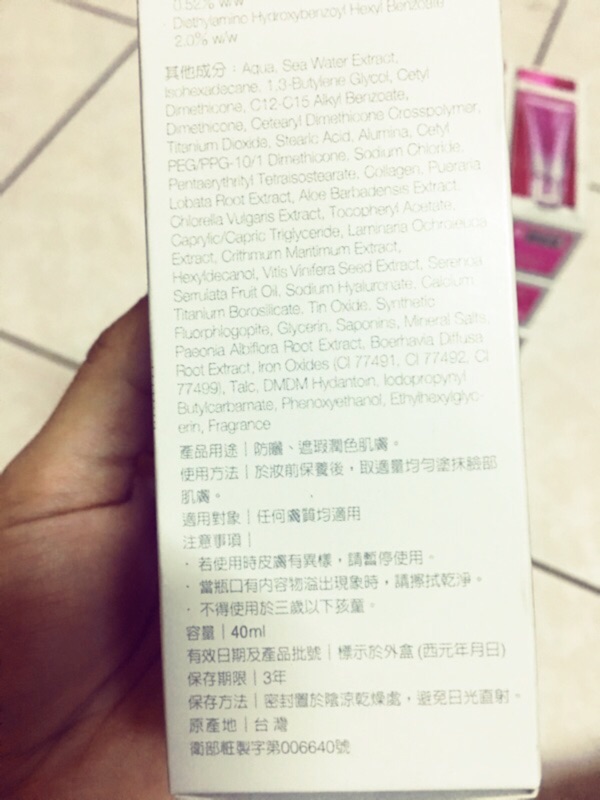 0.52% w/w
· Diethylamino Hydroxybenzoyl Hexyl Benzoate
2.0% w/w
其他成分：Aqua, Sea Water Extract,
Isohexadecane, 1,3-Butylene Glycol, Cetyl
Dimethicone, C12-C15 Alkyl Benzoate,
Dimethicone, Cetearyl Dimethicone Crosspolymer,
Titanium Dioxide, Stearic Acid, Alumina, Cetyl
PEG/PPG-10/1 Dimethicone, Sodium Chloride,
Pentaerythrityl Tetraisostearate, Collagen, Pueraria
Lobata Root Extract, Aloe Barbadensis Extract,
Chlorella Vulgaris Extract, Tocopheryl Acetate,
Caprylic/Capric Triglyceride, Laminaria Ochroleuca
Extract, Crithmum Maritimum Extract,
Hexyldecanol, Vitis Vinifera Seed Extract, Serenoa
Serrulata Fruit Oil, Sodium Hyaluronate, Calcium
Titanium Borosilicate, Tin Oxide, Synthetic
Fluorphlogopite, Glycerin, Saponins, Mineral Salts,
Paeonia Albiflora Root Extract, Boerhavia Diffusa
Root Extract, Iron Oxides (CI 77491, CI 77492, CI
77499), Talc, DMDM Hydantoin, Iodopropynyl
Butylcarbamate, Phenoxyethanol, Ethylhexylglyc-
erin, Fragrance
產品用途｜防曬、遮瑕潤色肌膚。
使用方法｜於妝前保養後，取適量均勻塗抹臉部
肌膚。
適用對象｜任何膚質均適用
注意事項｜
· 若使用時皮膚有異樣，請暫停使用。
· 當瓶口有內容物溢出現象時，請擦拭乾淨。
· 不得使用於三歲以下孩童。
容量｜40ml
有效日期及產品批號｜標示於外盒(西元年月日)
保存期限｜3年
保存方法｜密封置於陰涼乾燥處，避免日光直射。
原產地｜台灣
衛部粧製字第006640號